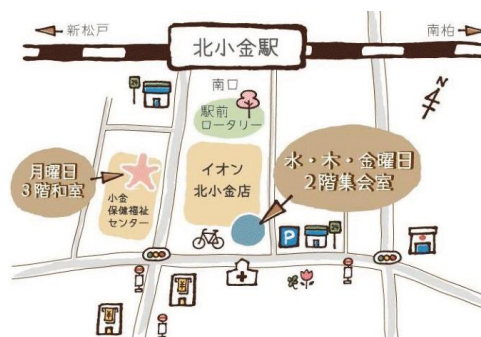 新松戸
南柏
北小金駅
南口
N
駅前
ロータリー
月曜日
3階和室
イオン
北小金店
水・木・金曜日
2階集会室
小金
保健福祉
センター
P